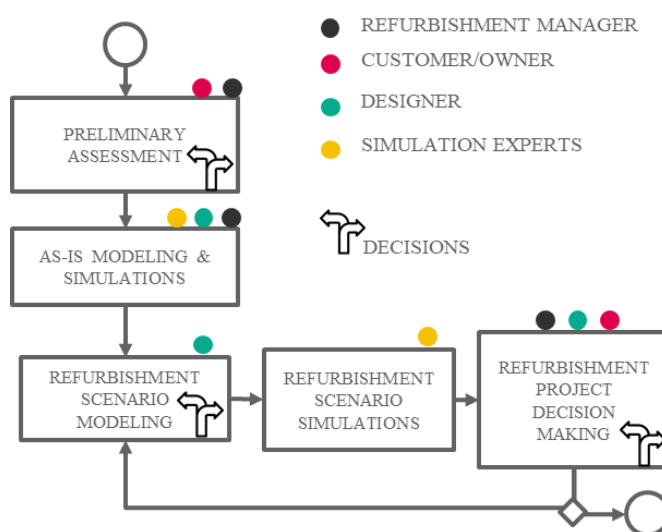 REFURBISHMENT MANAGER
CUSTOMER/OWNER
DESIGNER
SIMULATION EXPERTS
DECISIONS
PRELIMINARY
ASSESSMENT
AS-IS MODELING &
SIMULATIONS
REFURBISHMENT
SCENARIO
MODELING
REFURBISHMENT
SCENARIO
SIMULATIONS
REFURBISHMENT
PROJECT
DECISION
MAKING